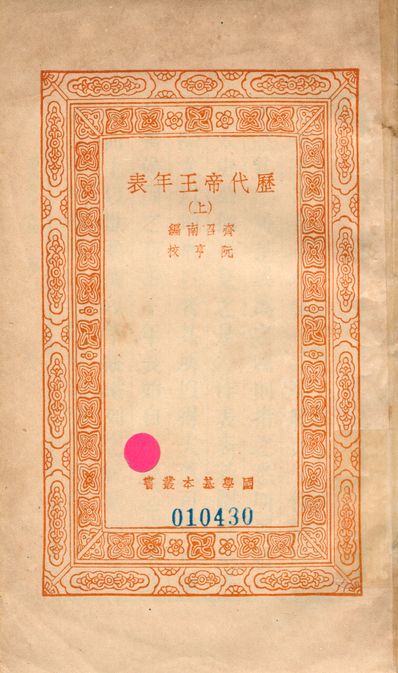 歷代帝王年表
(上)
齊召南編
阮亨校
國學基本叢書
010430